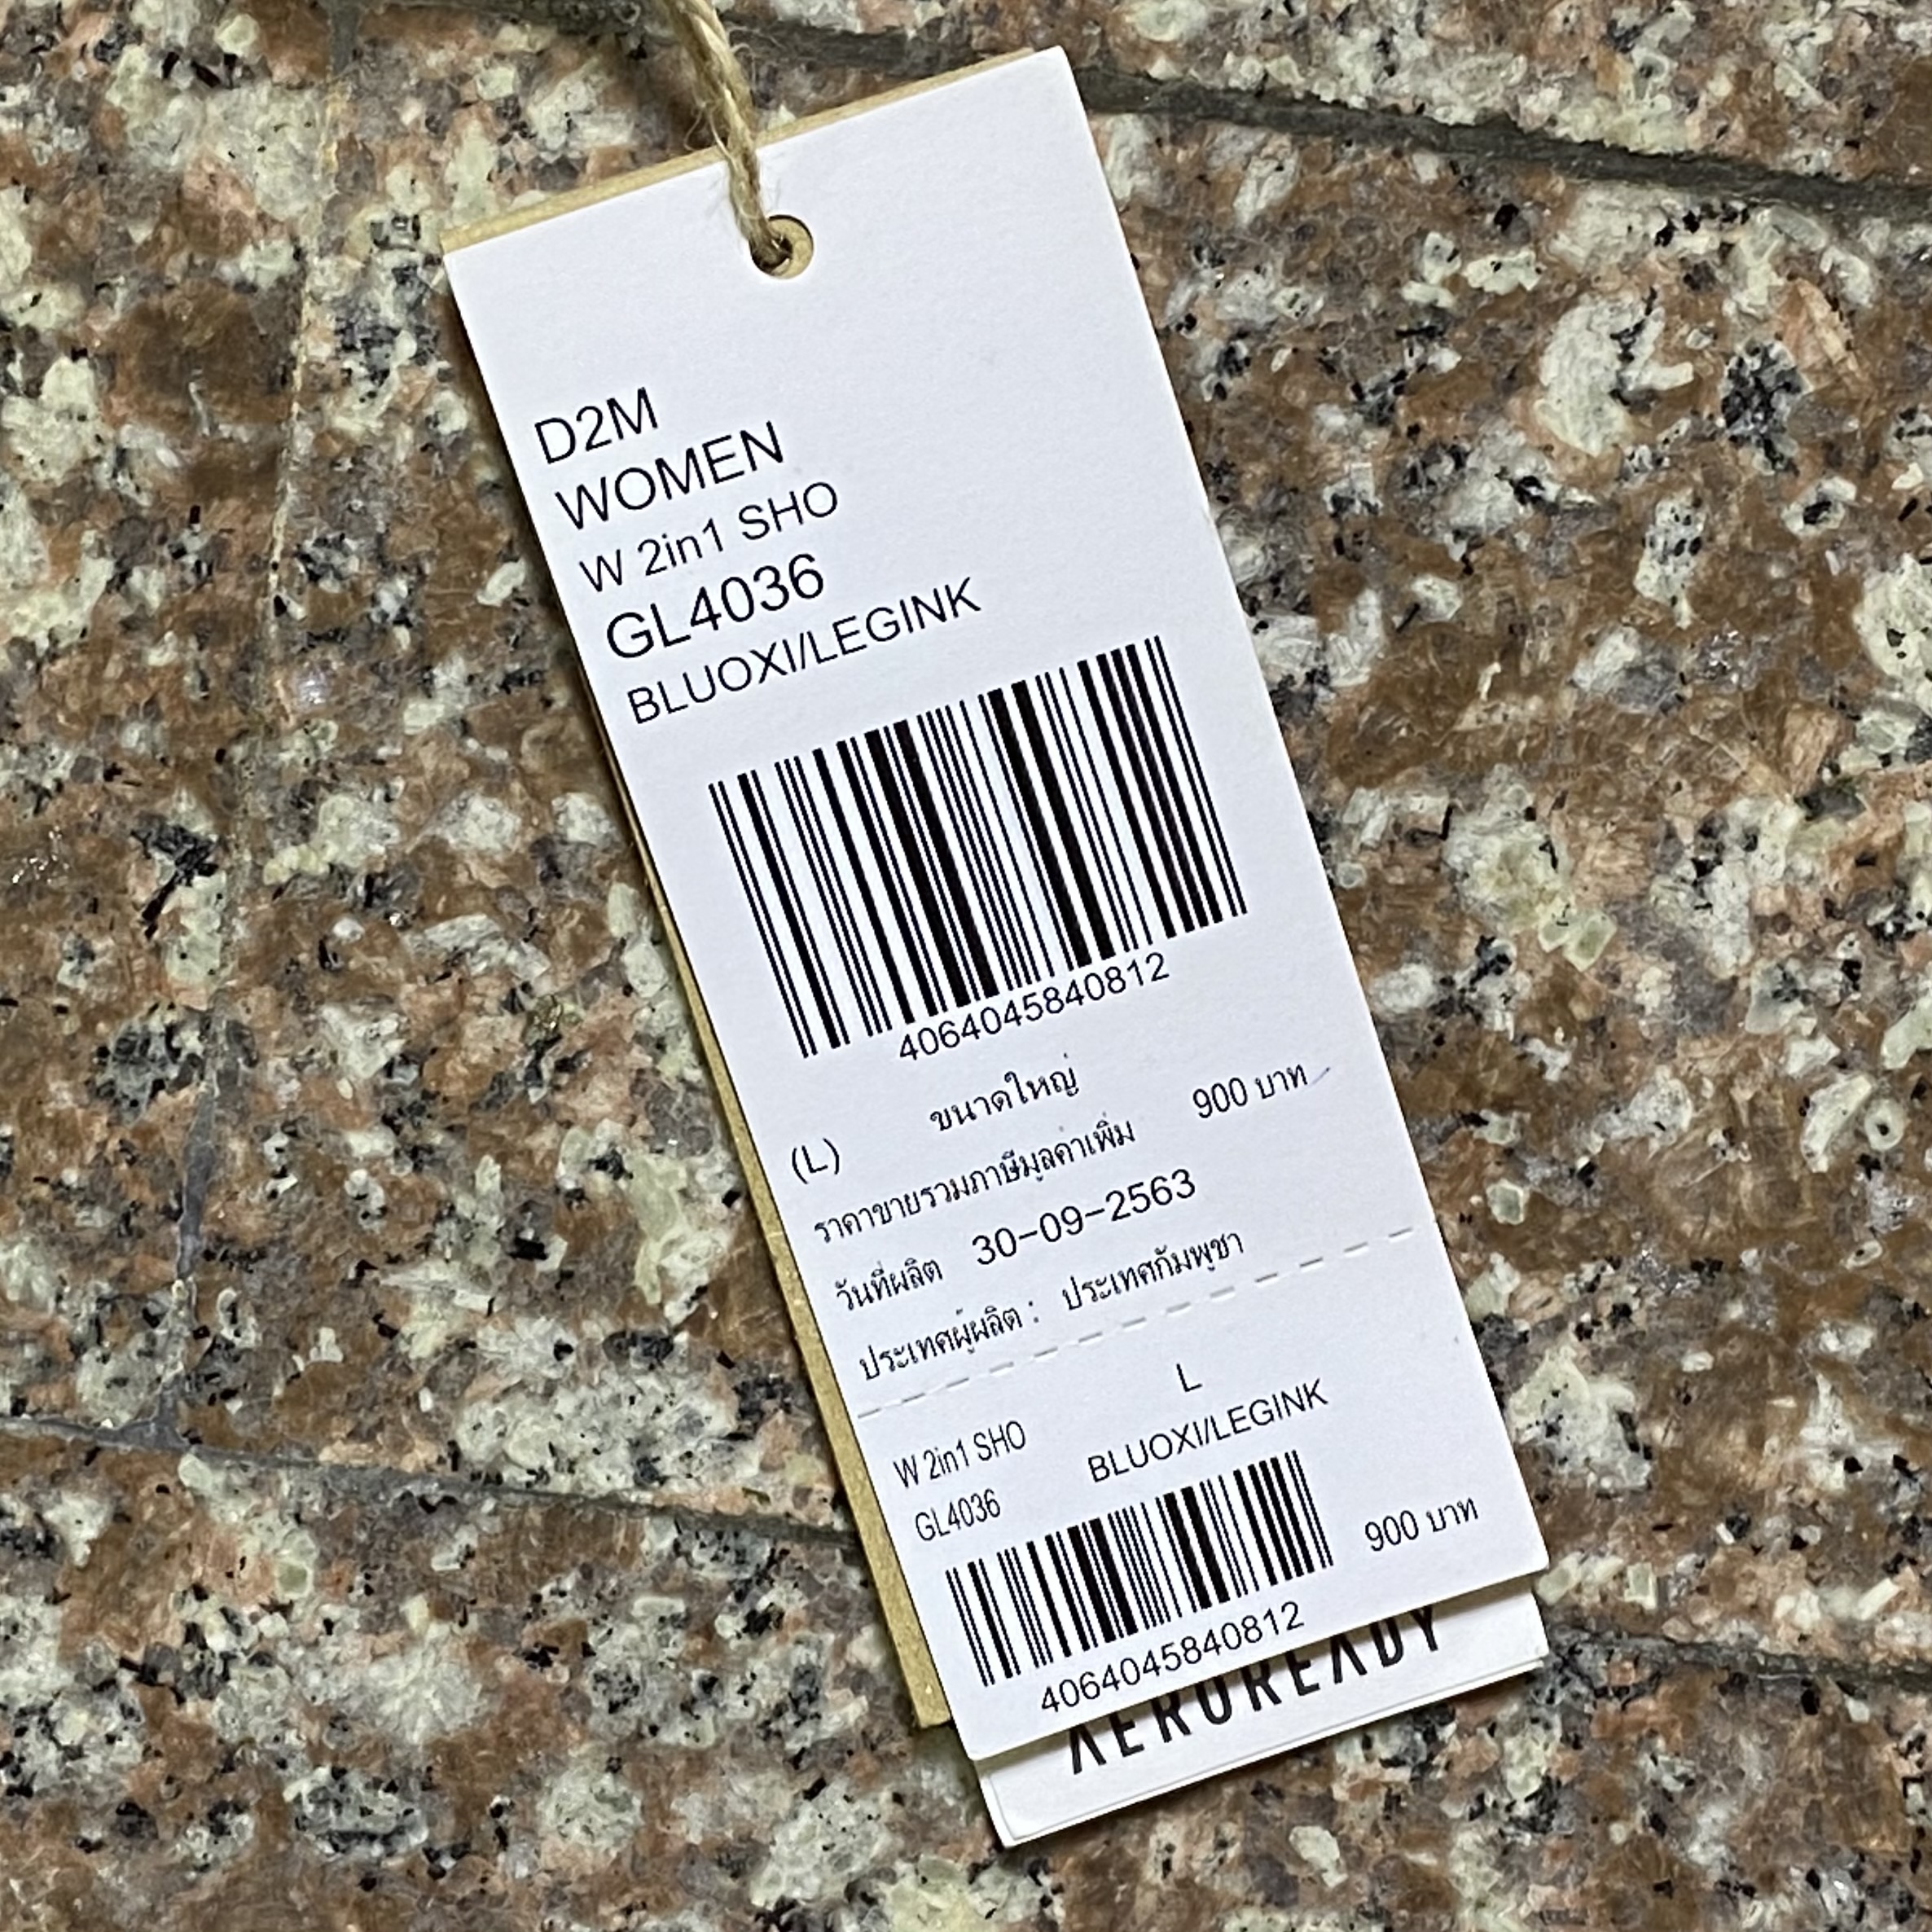 D2M
WOMEN
W 2in1 SHO
GL4036
BLUOXI/LEGINK
4064045840812
(L) ขนาดใหญ่
ราคาขายรวมภาษีมูลค่าเพิ่ม 900 บาท
วันที่ผลิต 30-09-2563
ประเทศผู้ผลิต : ประเทศกัมพูชา
W 2in1 SHO L
GL4036 BLUOXI/LEGINK
900 บาท
4064045840812
AEROREADY